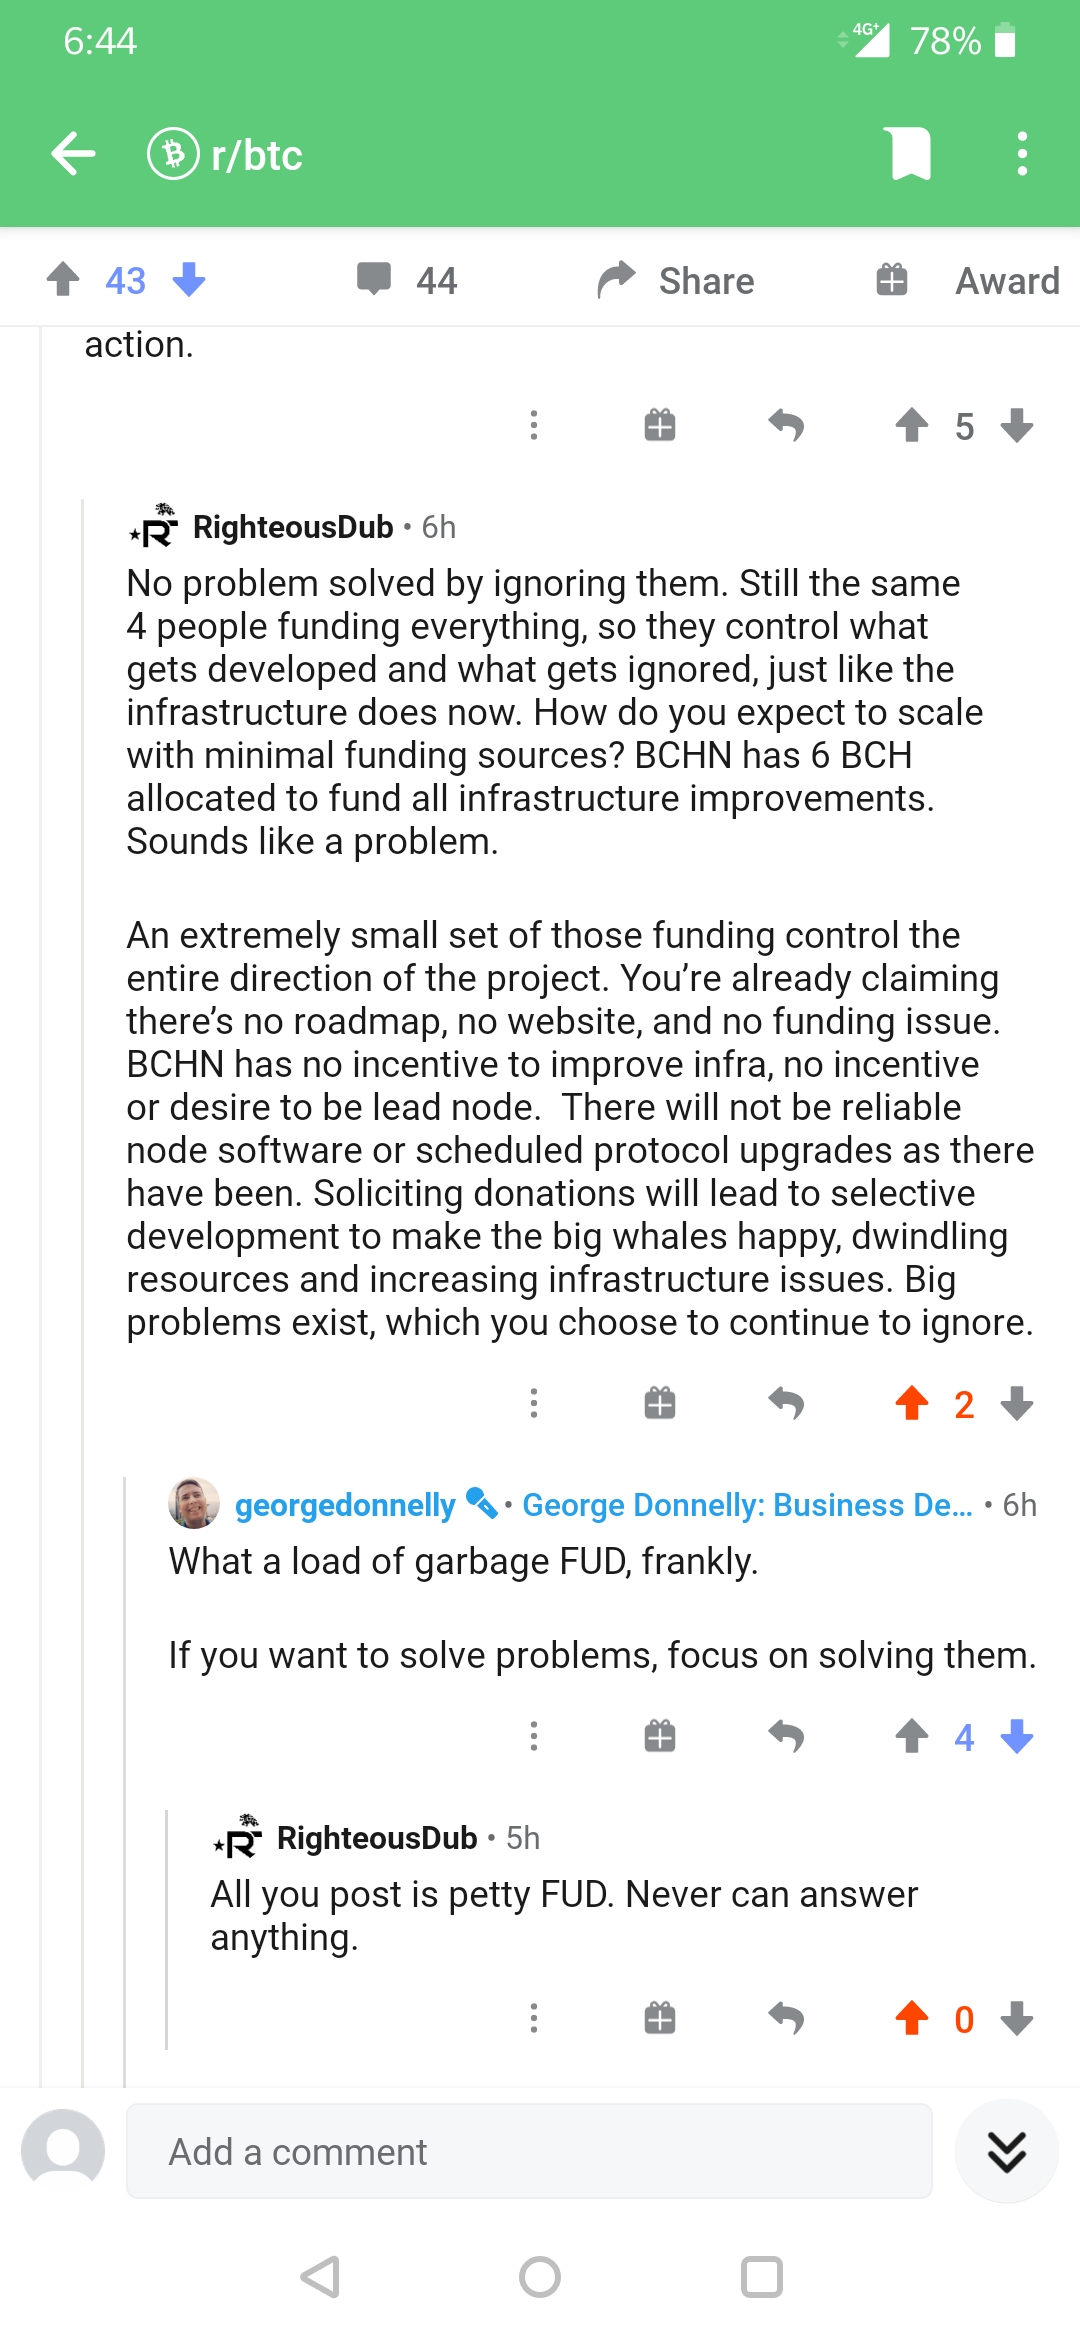 6:44
4G+ 78%
r/btc
43 44 Share Award
action.
5
RighteousDub • 6h
No problem solved by ignoring them. Still the same
4 people funding everything, so they control what
gets developed and what gets ignored, just like the
infrastructure does now. How do you expect to scale
with minimal funding sources? BCHN has 6 BCH
allocated to fund all infrastructure improvements.
Sounds like a problem.
An extremely small set of those funding control the
entire direction of the project. You’re already claiming
there’s no roadmap, no website, and no funding issue.
BCHN has no incentive to improve infra, no incentive
or desire to be lead node.  There will not be reliable
node software or scheduled protocol upgrades as there
have been. Soliciting donations will lead to selective
development to make the big whales happy, dwindling
resources and increasing infrastructure issues. Big
problems exist, which you choose to continue to ignore.
2
georgedonnelly • George Donnelly: Business De... • 6h
What a load of garbage FUD, frankly.
If you want to solve problems, focus on solving them.
4
RighteousDub • 5h
All you post is petty FUD. Never can answer
anything.
0
Add a comment